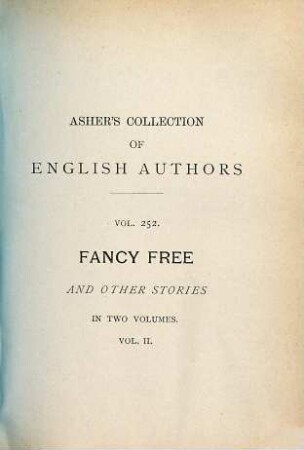 ASHER'S COLLECTION
OF
ENGLISH AUTHORS
VOL. 252.
FANCY FREE
AND OTHER STORIES
IN TWO VOLUMES.
VOL. II.